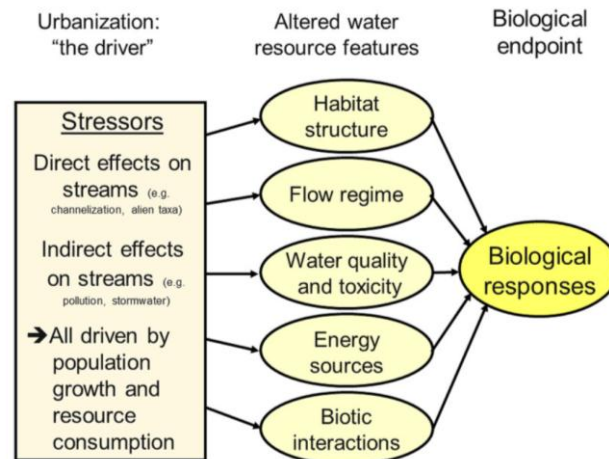 Urbanization:
"the driver"
Altered water
resource features
Biological
endpoint
Stressors
Direct effects on
streams (e.g.
channelization, alien taxa)
Indirect effects
on streams (e.g.
pollution, stormwater)
➔All driven by
population
growth and
resource
consumption
Habitat
structure
Flow regime
Water quality
and toxicity
Energy
sources
Biotic
interactions
Biological
responses